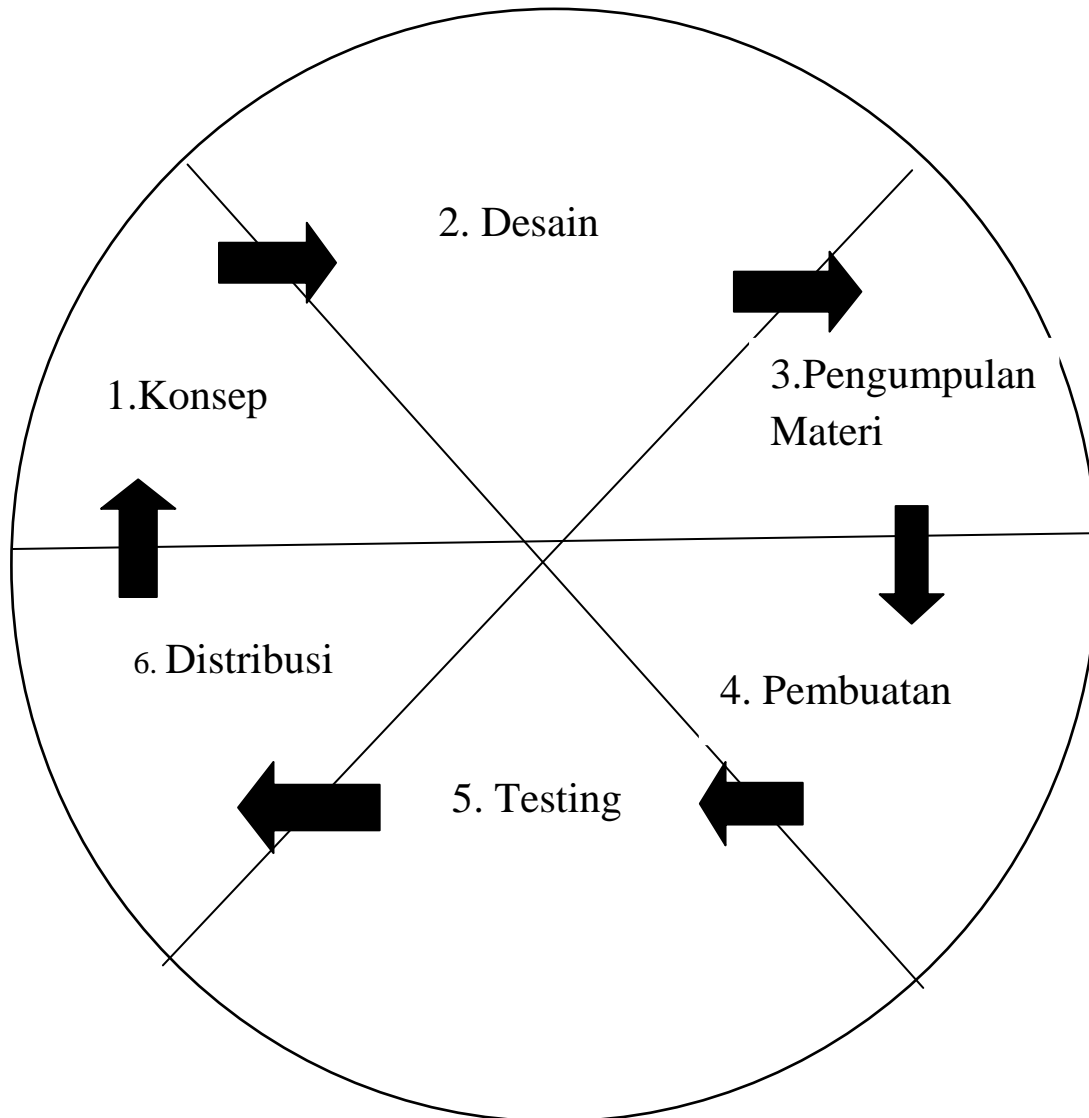 1.Konsep
2. Desain
3.Pengumpulan
Materi
4. Pembuatan
5. Testing
6. Distribusi